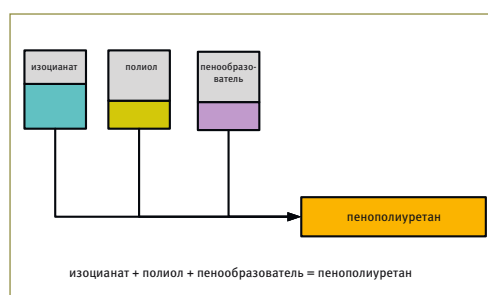 изоцианат
полиол
пенообразо-
ватель
пенополиуретан
изоцианат + полиол + пенообразователь = пенополиуретан